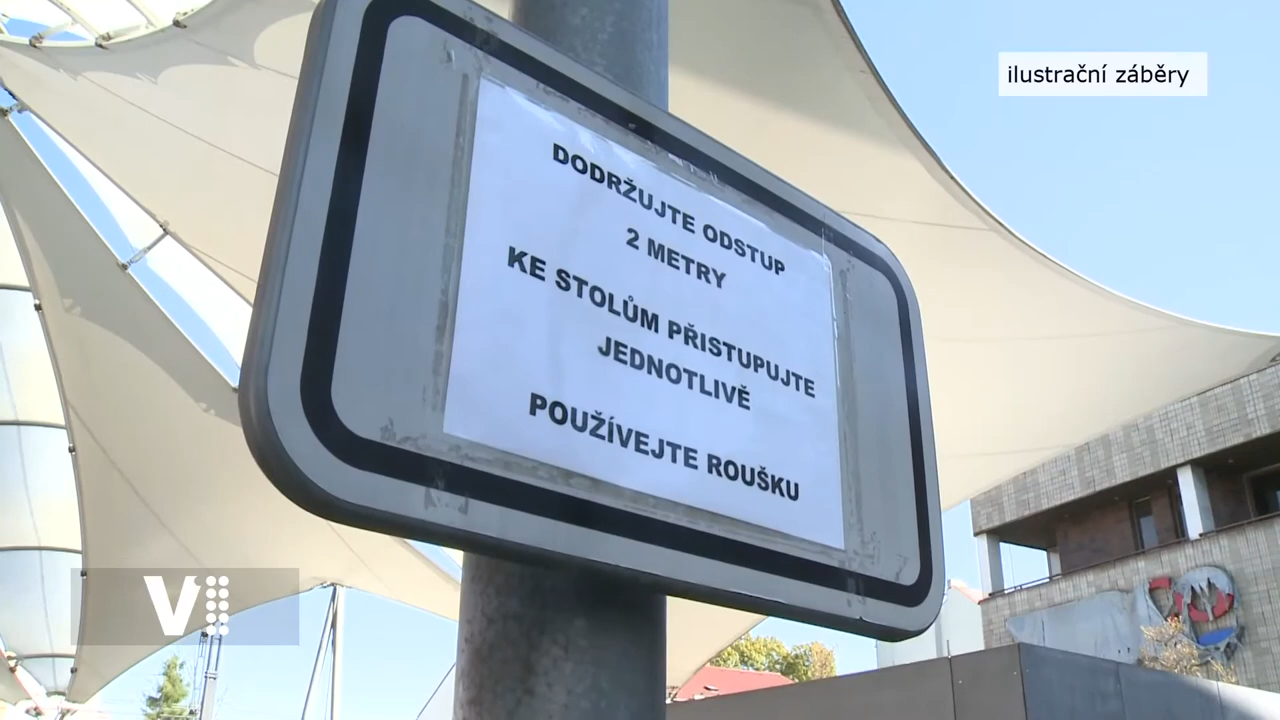 ilustrační záběry
DODRŽUJTE ODSTUP
2 METRY
KE STOLŮM PŘISTUPUJTE
JEDNOTLIVĚ
POUŽÍVEJTE ROUŠKU
V